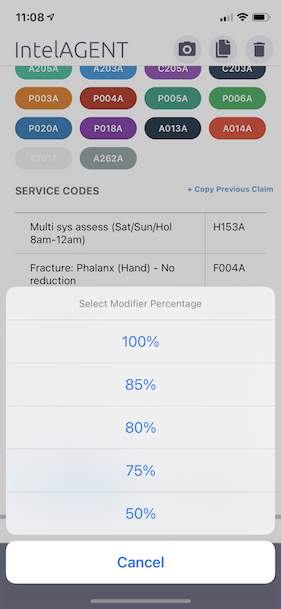 11:08
IntelAGENT
A205A A203A C205A C203A
P003A P004A P005A P006A
P020A P018A A013A A014A
A261A A262A
SERVICE CODES + Copy Previous Claim
Multi sys assess (Sat/Sun/Hol H153A
8am-12am)
Fracture: Phalanx (Hand) - No F004A
reduction
Select Modifier Percentage
100%
85%
80%
75%
50%
Cancel